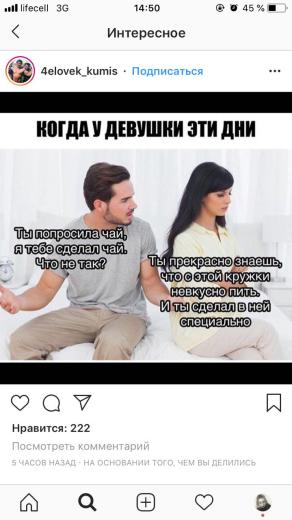 lifecell 3G 14:50 45 %
Интересное
4elovek_kumis · Подписаться
КОГДА У ДЕВУШКИ ЭТИ ДНИ
Ты попросила чай,
я тебе сделал чай.
Что не так?
Ты прекрасно знаешь,
что с этой кружки
невкусно пить.
И ты сделал в ней
специально
Нравится: 222
Посмотреть комментарий
5 ЧАСОВ НАЗАД · НА ОСНОВАНИИ ТОГО, ЧЕМ ВЫ ДЕЛИЛИСЬ